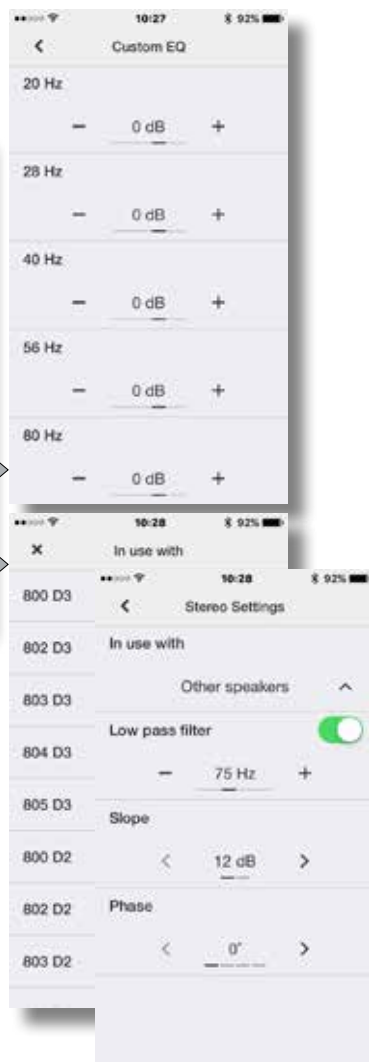 10:27 92%
Custom EQ
20 Hz
− 0 dB +
28 Hz
− 0 dB +
40 Hz
− 0 dB +
56 Hz
− 0 dB +
80 Hz
− 0 dB +
10:28 92%
× In use with
800 D3
802 D3
803 D3
804 D3
805 D3
800 D2
802 D2
803 D2
10:28 92%
Stereo Settings
In use with
Other speakers
Low pass filter
− 75 Hz +
Slope
< 12 dB >
Phase
< 0° >